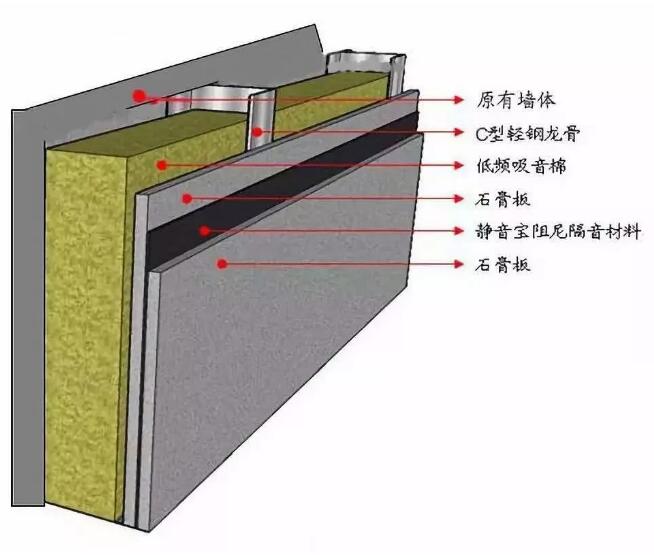 原有墙体
C型轻钢龙骨
低频吸音棉
石膏板
静音宝阻尼隔音材料
石膏板